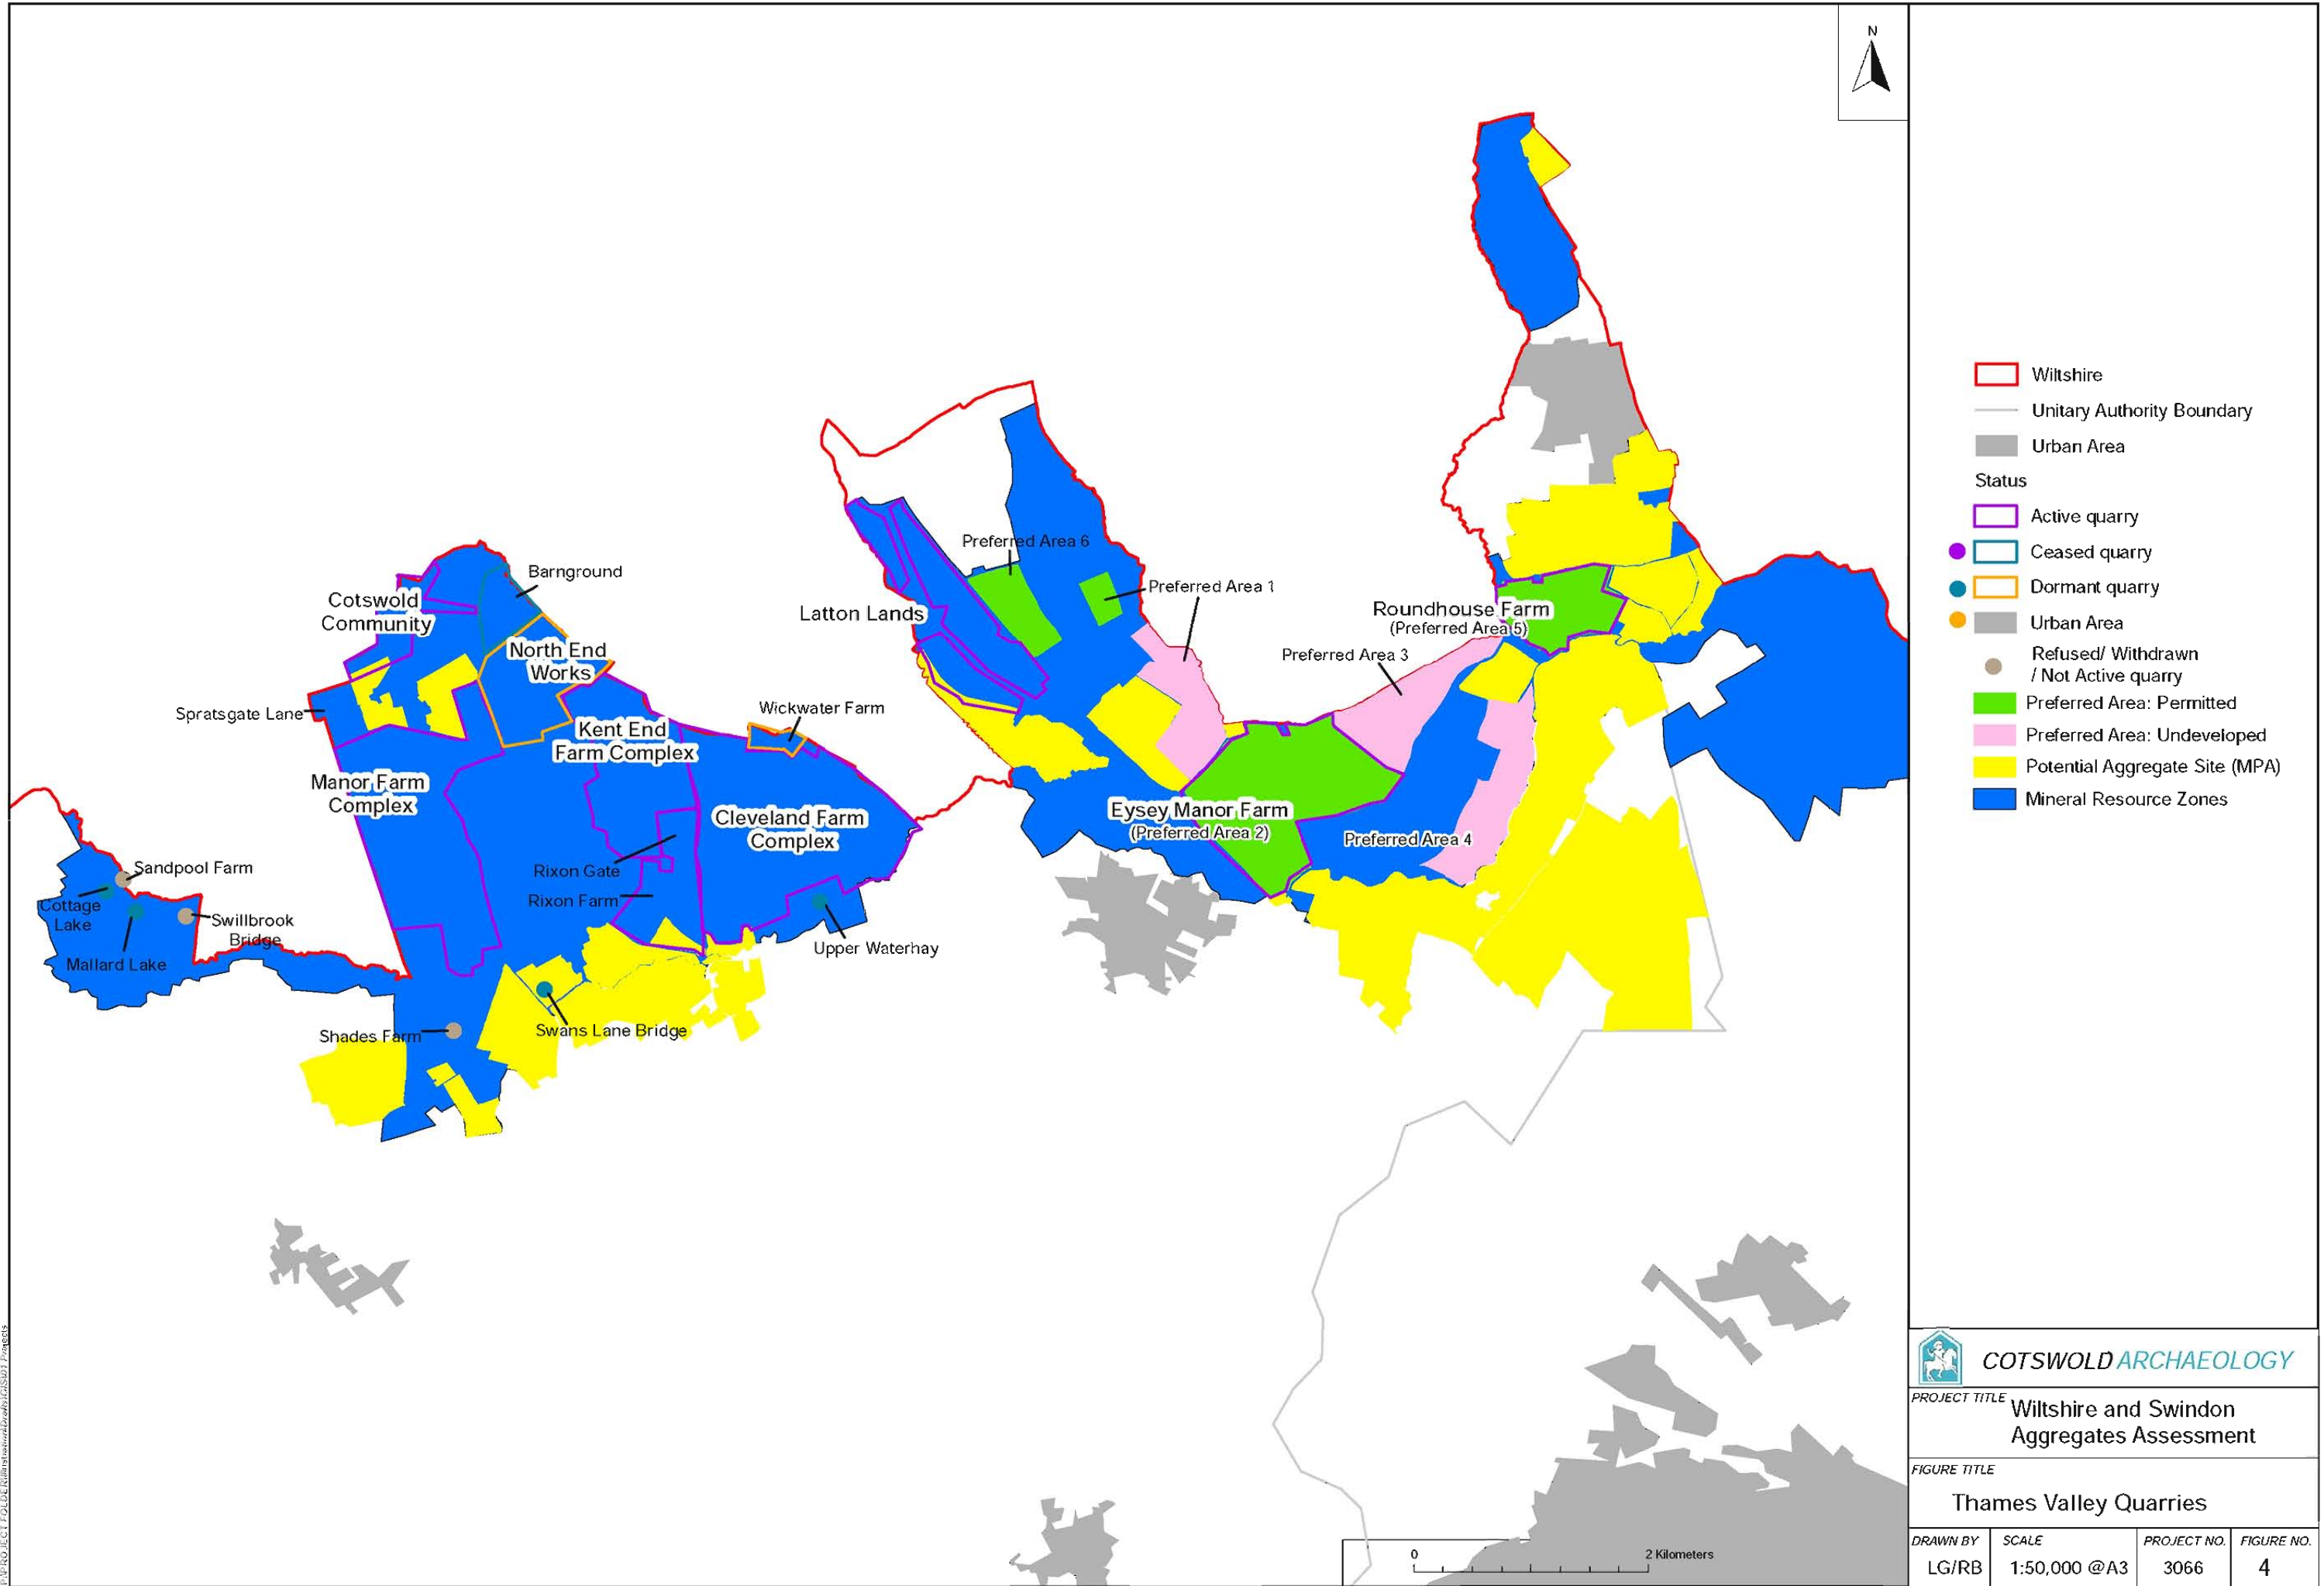 N
Preferred Area 6
Barnground
Preferred Area 1
Cotswold
Community
Latton Lands
Roundhouse Farm
(Preferred Area 5)
North End
Works
Preferred Area 3
Spratsgate Lane
Wickwater Farm
Kent End
Farm Complex
Manor Farm
Complex
Eysey Manor Farm
(Preferred Area 2)
Cleveland Farm
Complex
Preferred Area 4
Sandpool Farm
Rixon Gate
Rixon Farm
Cottage
Lake
Swillbrook
Bridge
Mallard Lake
Upper Waterhay
Shades Farm
Swans Lane Bridge
0
2 Kilometers
Wiltshire
Unitary Authority Boundary
Urban Area
Status
Active quarry
Ceased quarry
Dormant quarry
Urban Area
Refused/ Withdrawn
/ Not Active quarry
Preferred Area: Permitted
Preferred Area: Undeveloped
Potential Aggregate Site (MPA)
Mineral Resource Zones
COTSWOLD ARCHAEOLOGY
PROJECT TITLE
Wiltshire and Swindon
Aggregates Assessment
FIGURE TITLE
Thames Valley Quarries
DRAWN BY
LG/RB
SCALE
1:50,000 @A3
PROJECT NO.
3066
FIGURE NO.
4